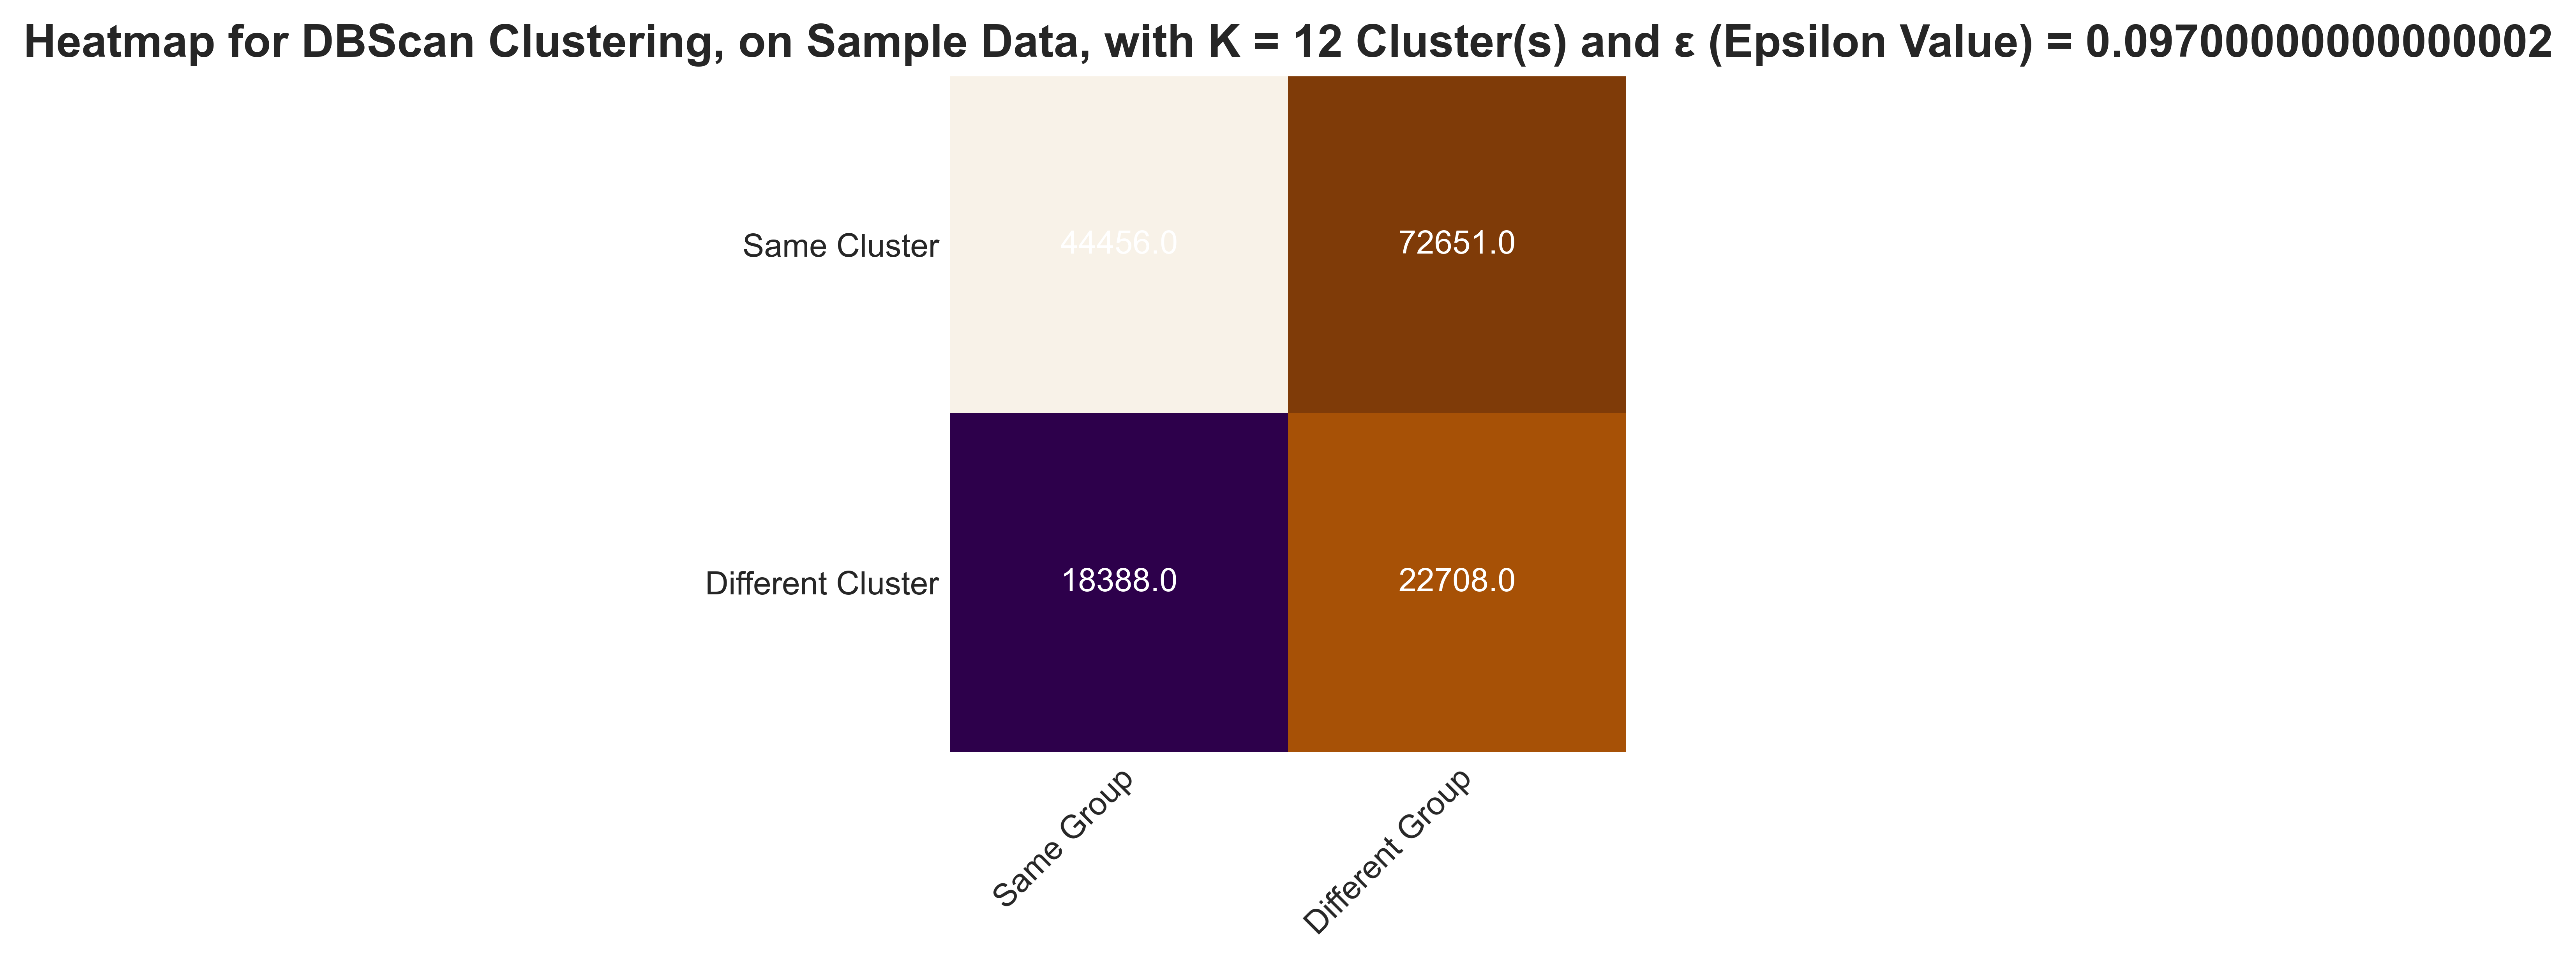 Heatmap for DBScan Clustering, on Sample Data, with K = 12 Cluster(s) and ε (Epsilon Value) = 0.09700000000000002
Same Cluster
44456.0
72651.0
Different Cluster
18388.0
22708.0
Same Group
Different Group